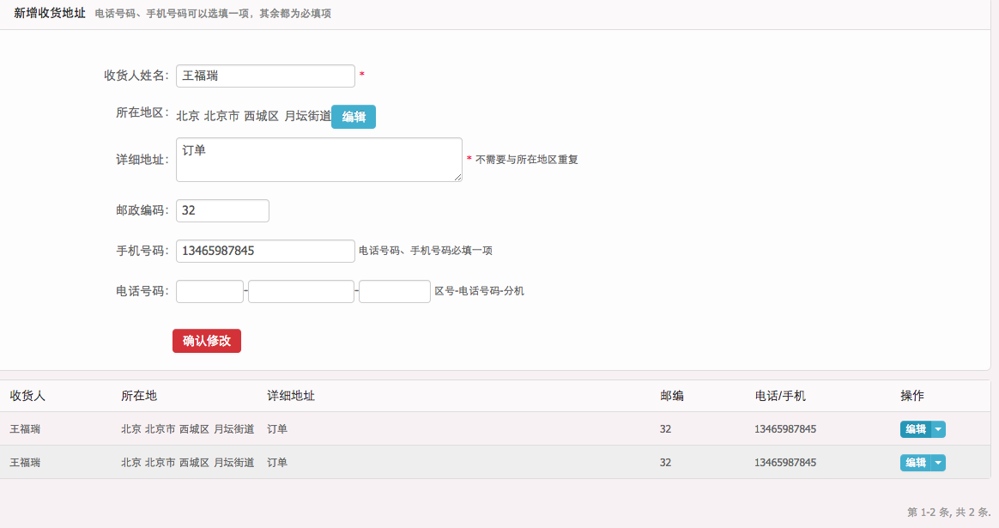 新增收货地址 电话号码、手机号码可以选填一项，其余都为必填项
收货人姓名: 王福瑞 *
所在地区: 北京 北京市 西城区 月坛街道 编辑
详细地址: 订单 * 不需要与所在地区重复
邮政编码: 32
手机号码: 13465987845 电话号码、手机号码必填一项
电话号码: - - 区号-电话号码-分机
确认修改
收货人 所在地 详细地址 邮编 电话/手机 操作
王福瑞 北京 北京市 西城区 月坛街道 订单 32 13465987845 编辑
王福瑞 北京 北京市 西城区 月坛街道 订单 32 13465987845 编辑
第 1-2 条, 共 2 条.